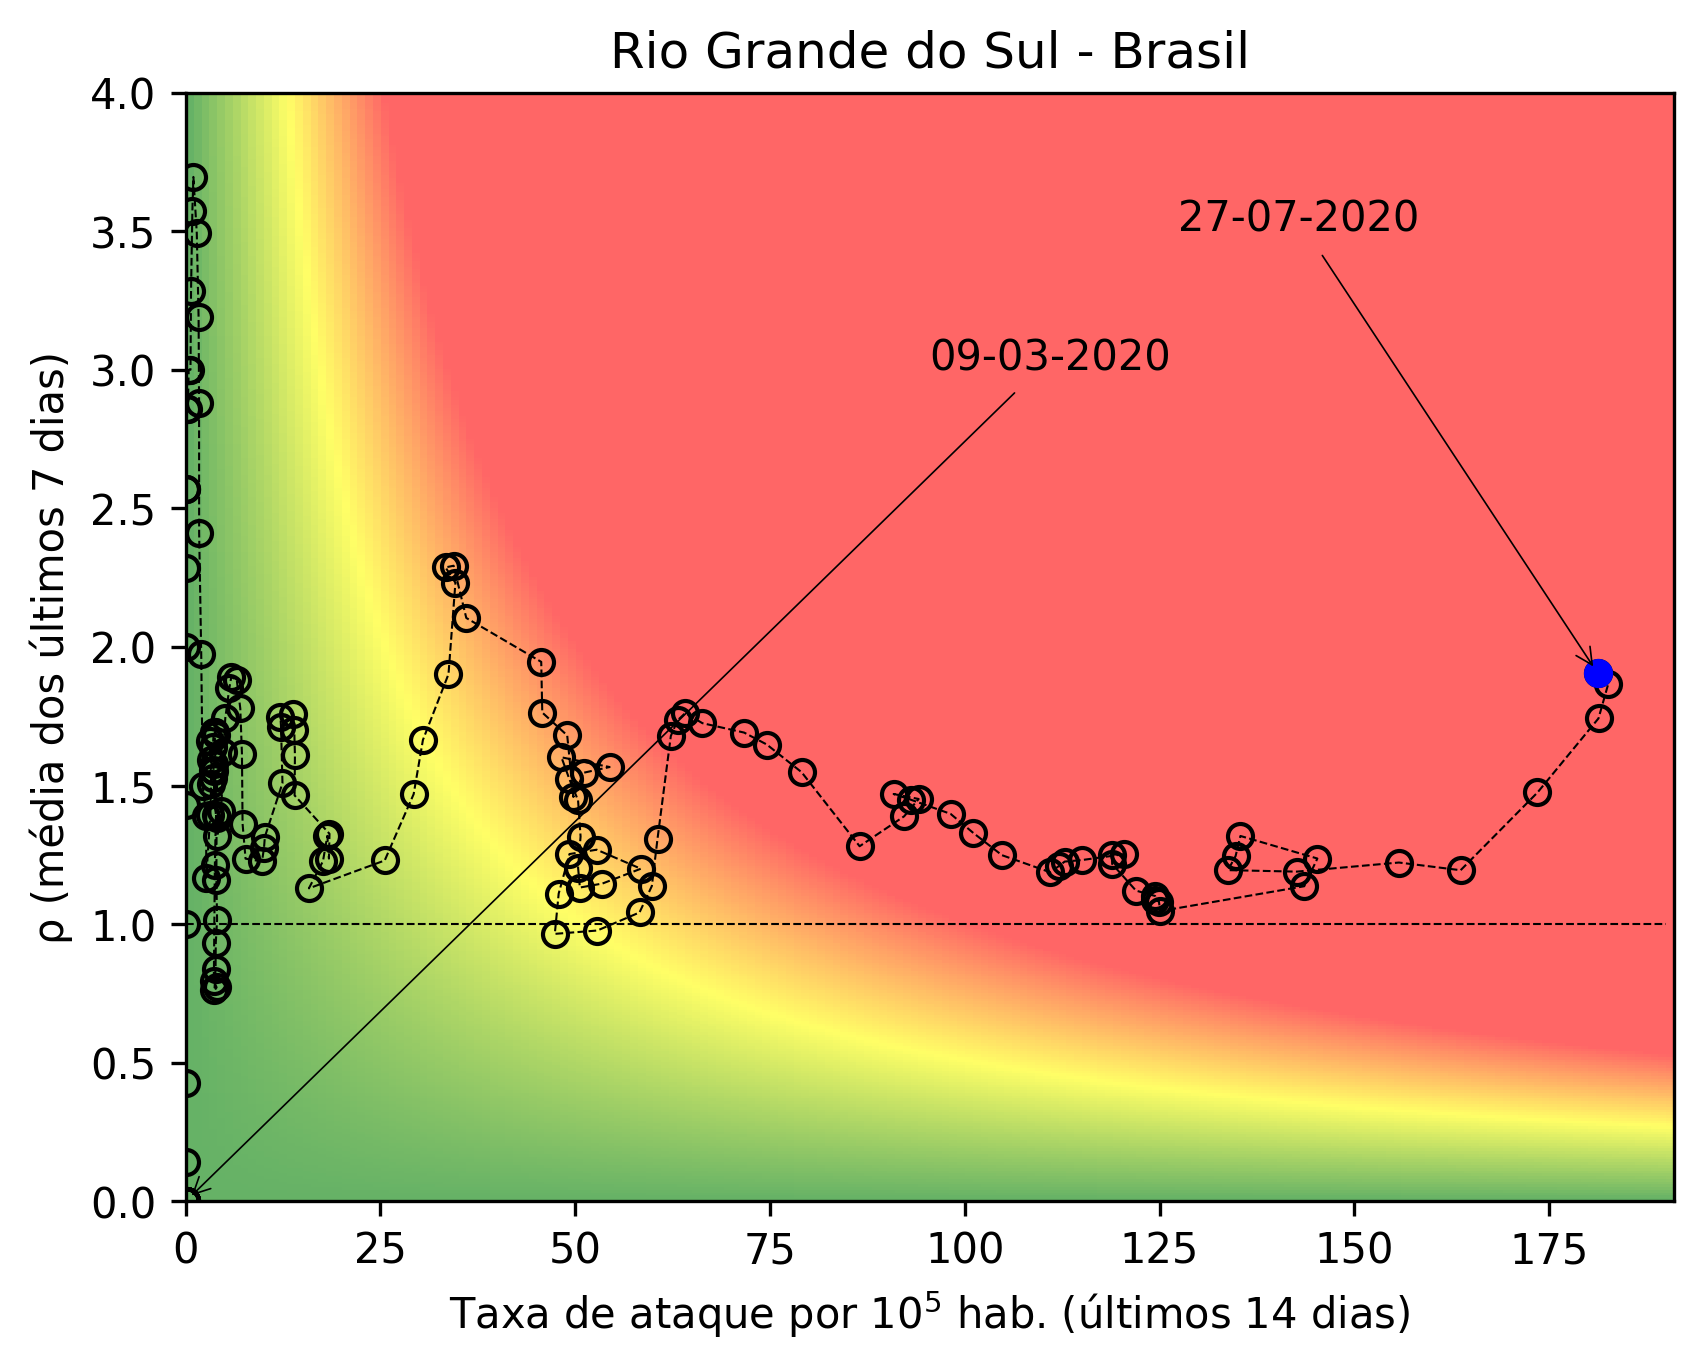 Rio Grande do Sul - Brasil
4.0
3.5
3.0
2.5
2.0
1.5
1.0
0.5
0.0
ρ (média dos últimos 7 dias)
27-07-2020
09-03-2020
0 25 50 75 100 125 150 175
Taxa de ataque por 10⁵ hab. (últimos 14 dias)